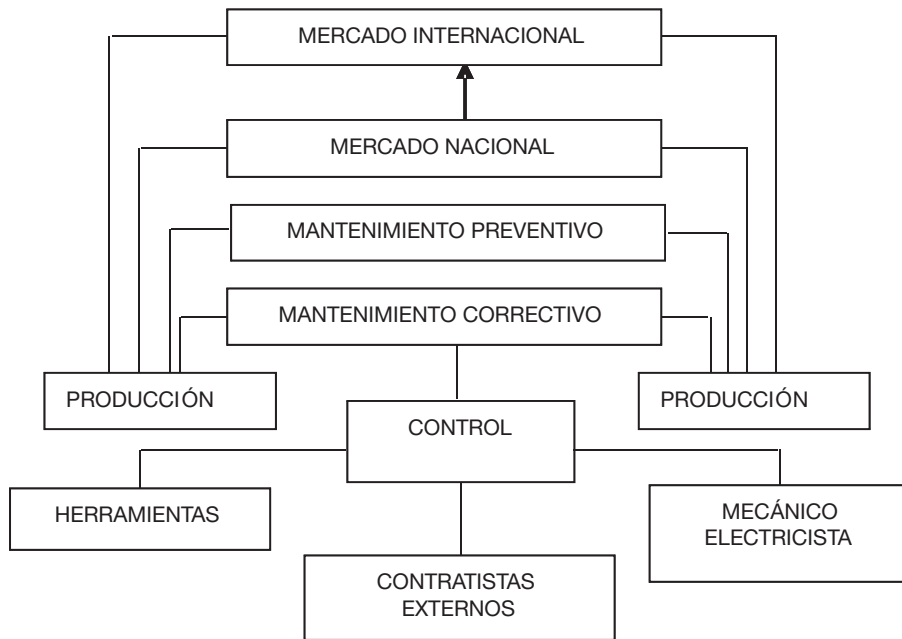 MERCADO INTERNACIONAL
MERCADO NACIONAL
MANTENIMIENTO PREVENTIVO
MANTENIMIENTO CORRECTIVO
PRODUCCIÓN
PRODUCCIÓN
CONTROL
HERRAMIENTAS
MECÁNICO
ELECTRICISTA
CONTRATISTAS
EXTERNOS